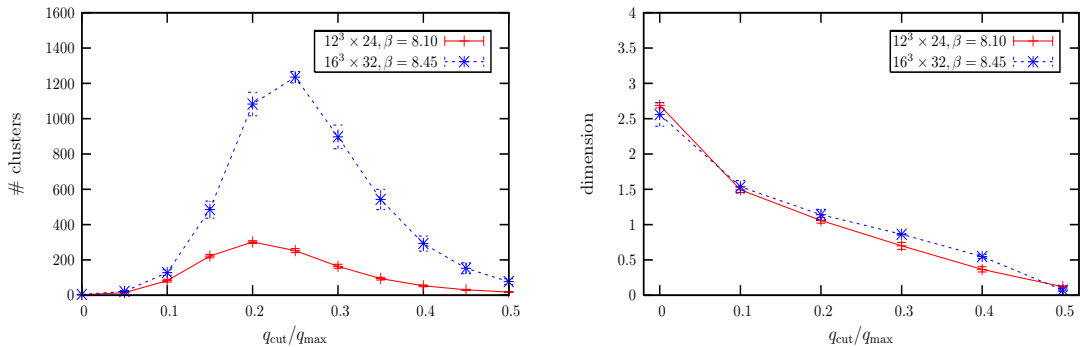 1600
1400
1200
1000
800
600
400
200
0
# clusters
12³ × 24, β = 8.10
16³ × 32, β = 8.45
0 0.1 0.2 0.3 0.4 0.5
q_cut/q_max
4
3.5
3
2.5
2
1.5
1
0.5
0
dimension
12³ × 24, β = 8.10
16³ × 32, β = 8.45
0 0.1 0.2 0.3 0.4 0.5
q_cut/q_max